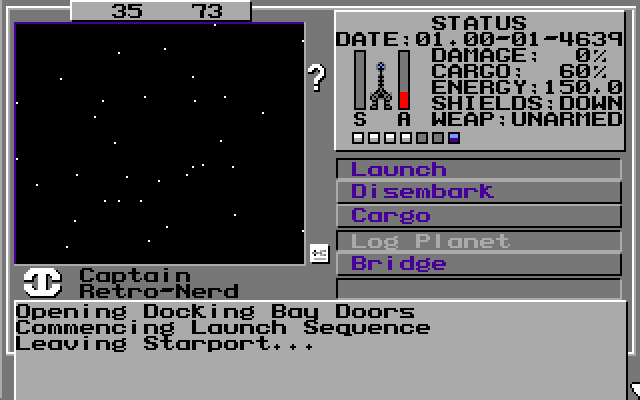 35 73
STATUS
DATE:01.00-01-4639
DAMAGE: 0%
CARGO: 60%
ENERGY:150.0
SHIELDS:DOWN
S A WEAP:UNARMED
?
Launch
Disembark
Cargo
Log Planet
Bridge
Captain
Retro-Nerd
Opening Docking Bay Doors
Commencing Launch Sequence
Leaving Starport...